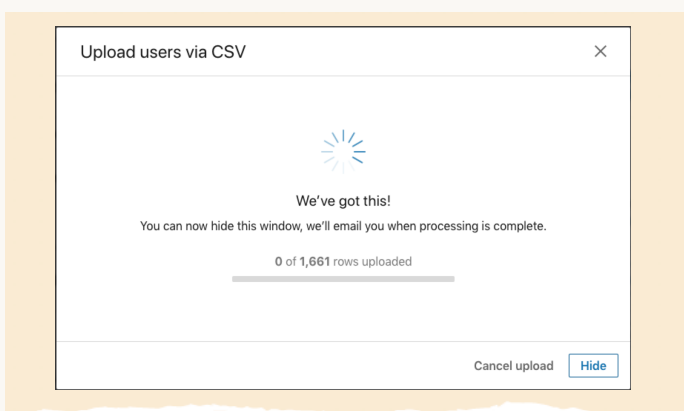 Upload users via CSV
We've got this!
You can now hide this window, we'll email you when processing is complete.
0 of 1,661 rows uploaded
Cancel upload
Hide